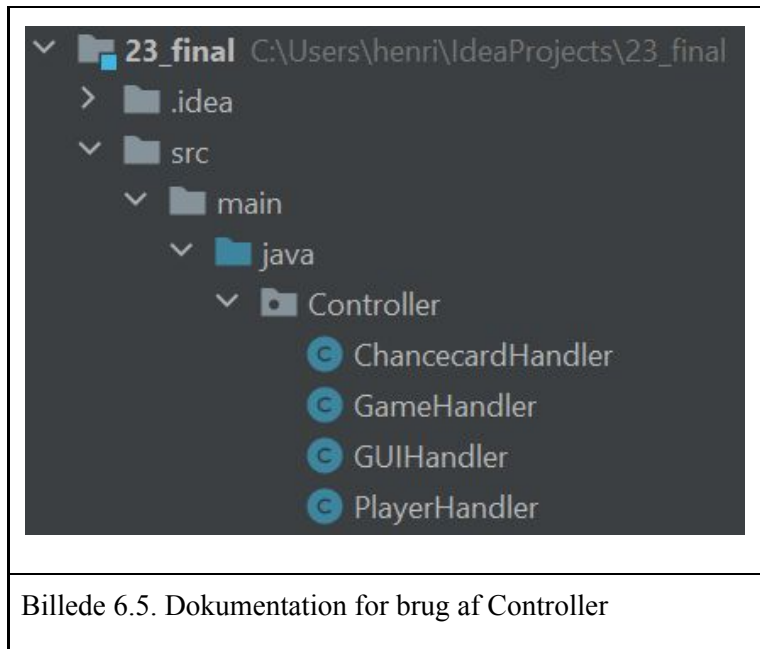 23_final C:\Users\henri\IdeaProjects\23_final
.idea
src
main
java
Controller
C ChancecardHandler
C GameHandler
C GUIHandler
C PlayerHandler
Billede 6.5. Dokumentation for brug af Controller